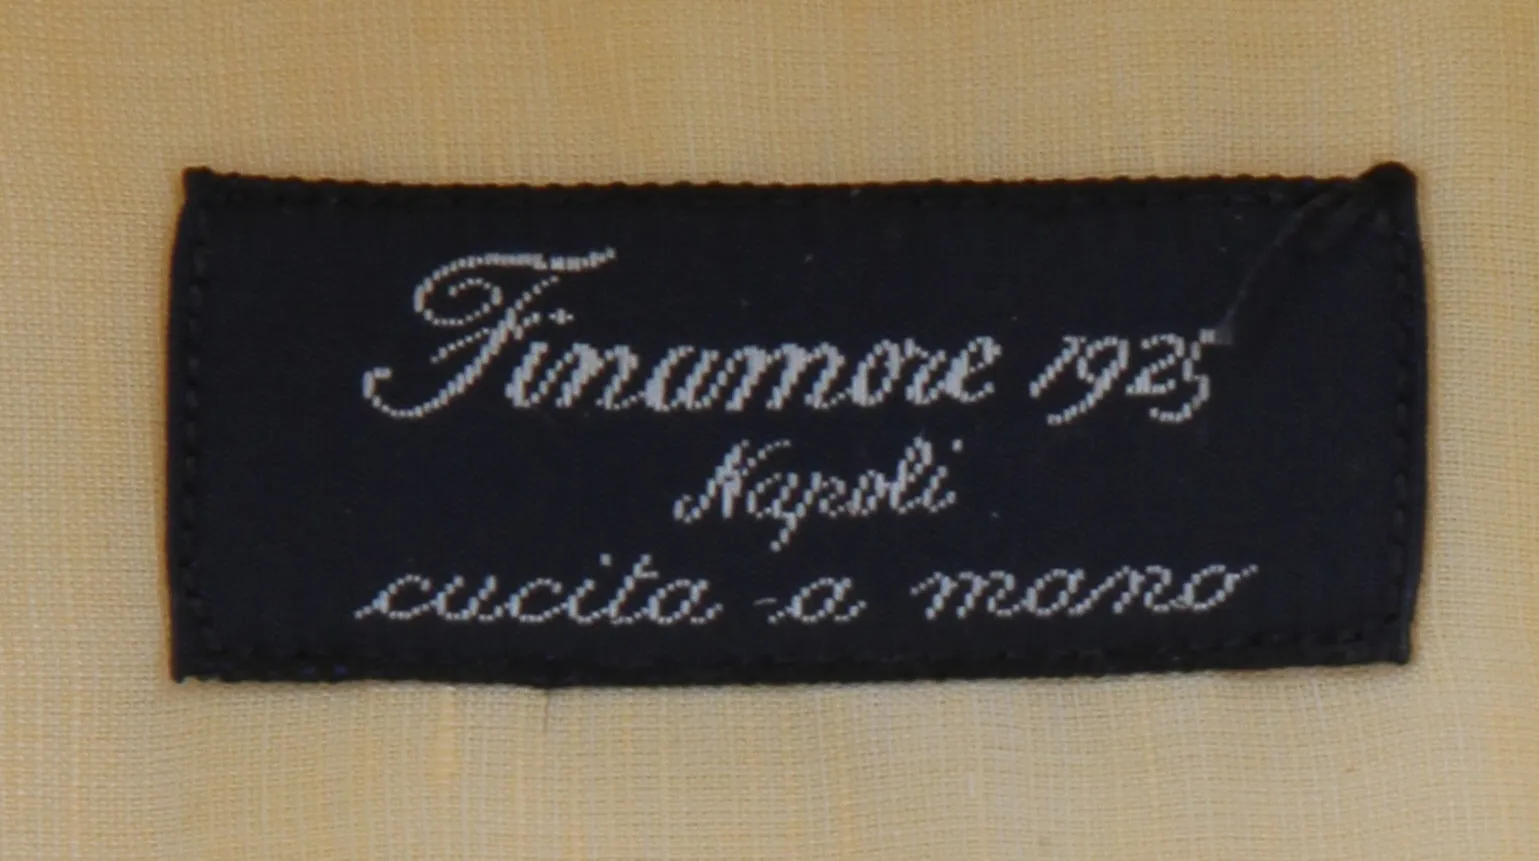 Finamore 1925
Napoli
cucita a mano